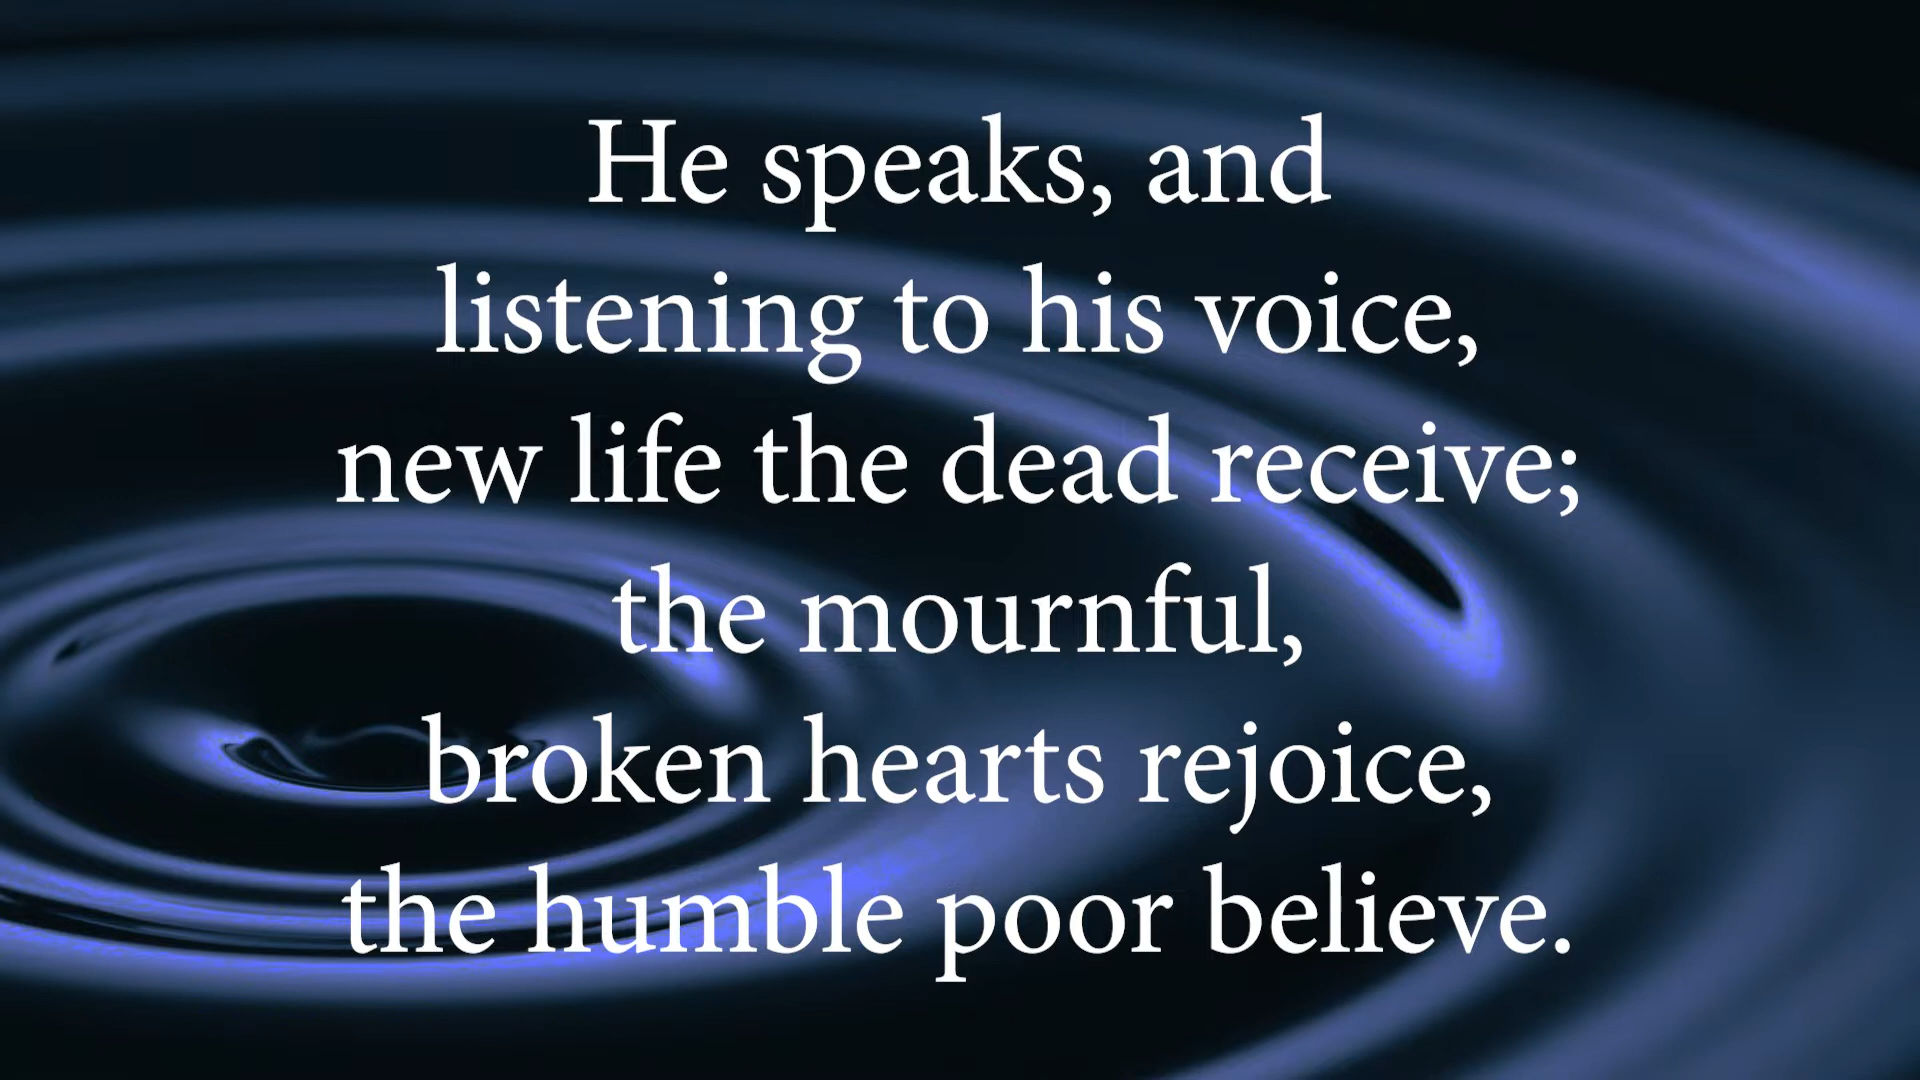 He speaks, and
listening to his voice,
new life the dead receive;
the mournful,
broken hearts rejoice,
the humble poor believe.